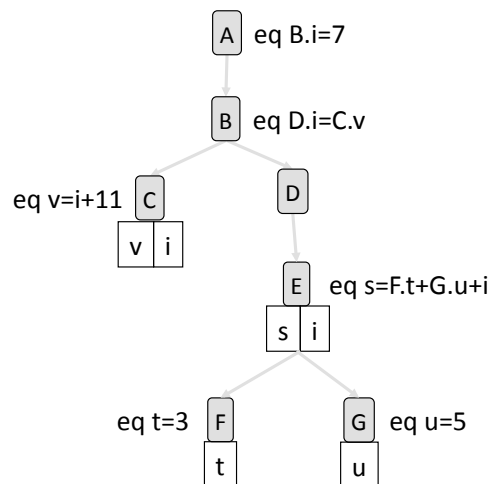 A eq B.i=7
B eq D.i=C.v
eq v=i+11 C D
v i
E eq s=F.t+G.u+i
s i
eq t=3 F G eq u=5
t u